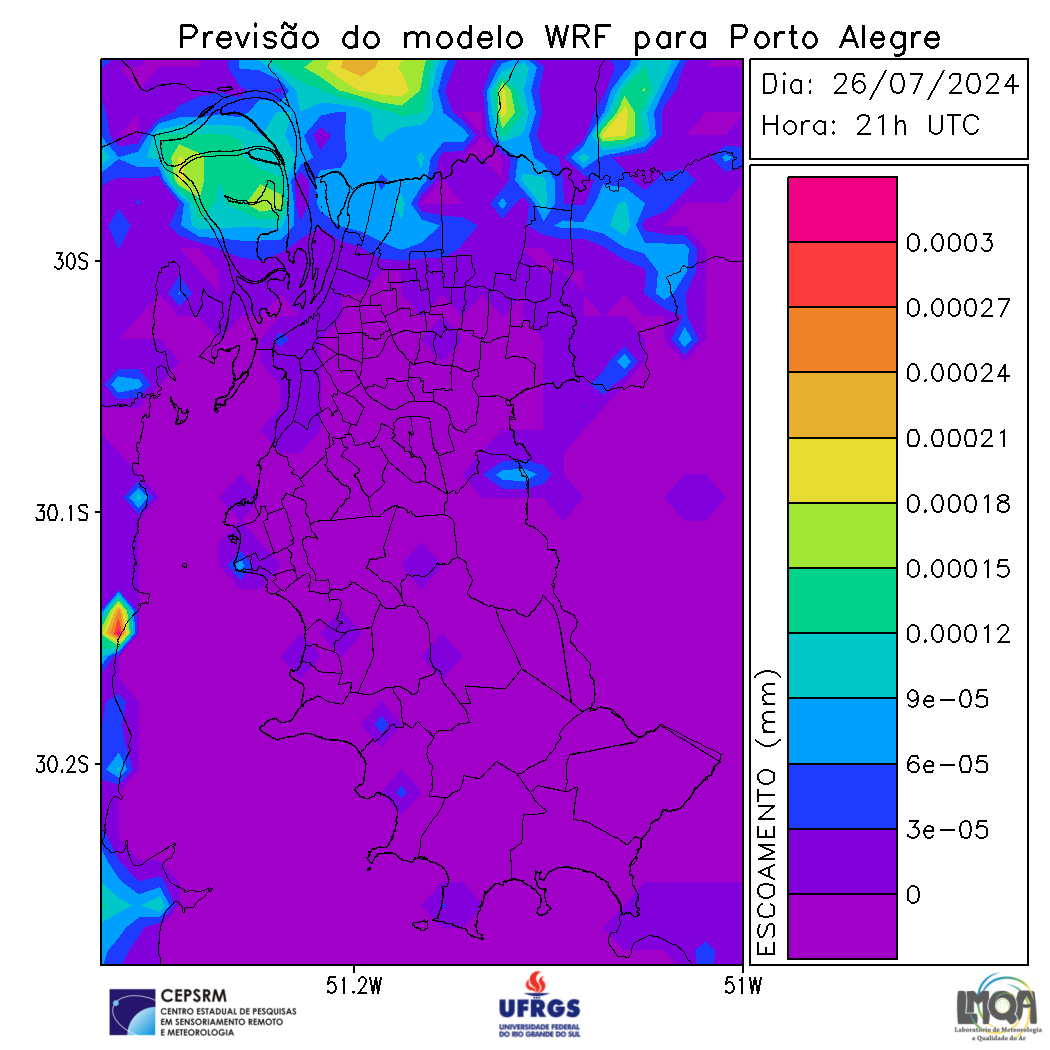 Previsão do modelo WRF para Porto Alegre
Dia: 26/07/2024
Hora: 21h UTC
30S
30.1S
30.2S
51.2W
51W
ESCOAMENTO (mm)
0.0003
0.00027
0.00024
0.00021
0.00018
0.00015
0.00012
9e-05
6e-05
3e-05
0
CEPSRM
CENTRO ESTADUAL DE PESQUISAS
EM SENSORIAMENTO REMOTO
E METEOROLOGIA
UFRGS
UNIVERSIDADE FEDERAL
DO RIO GRANDE DO SUL
LMQA
Laboratório de Meteorologia
e Qualidade do Ar